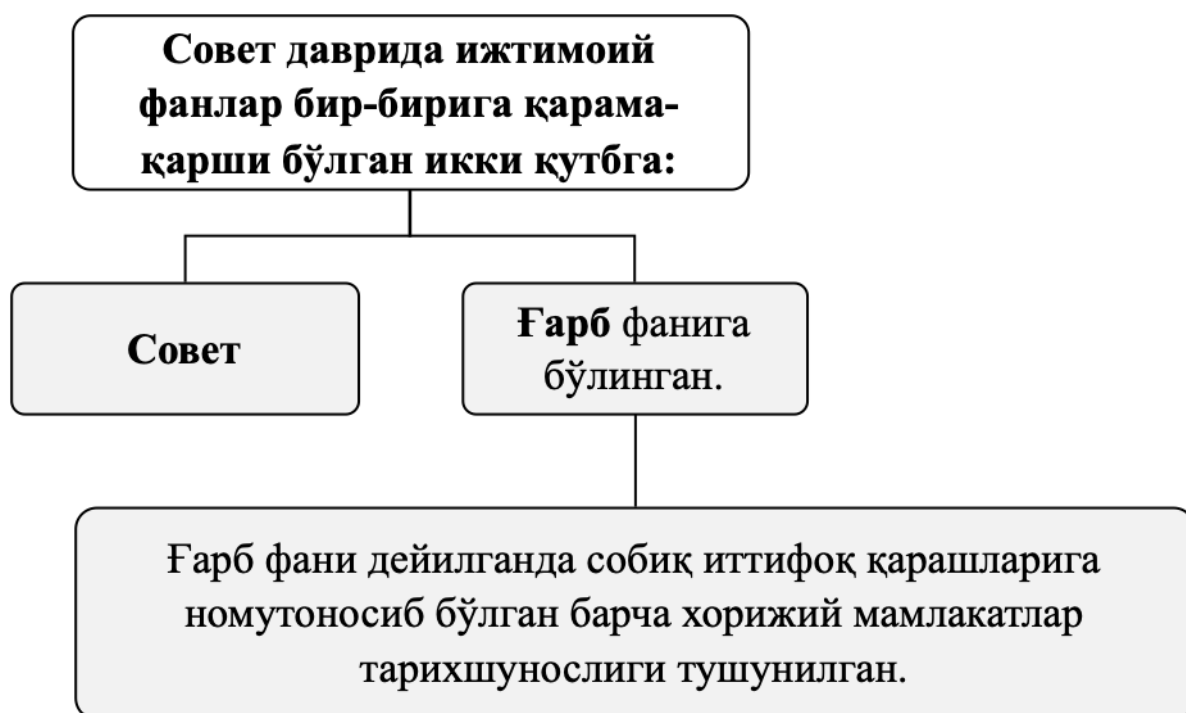 Совет даврида ижтимоий
фанлар бир-бирига қарама-
қарши бўлган икки қутбга:
Совет
Ғарб фанига
бўлинган.
Ғарб фани дейилганда собиқ иттифоқ қарашларига
номутоносиб бўлган барча хорижий мамлакатлар
тарихшунослиги тушунилган.